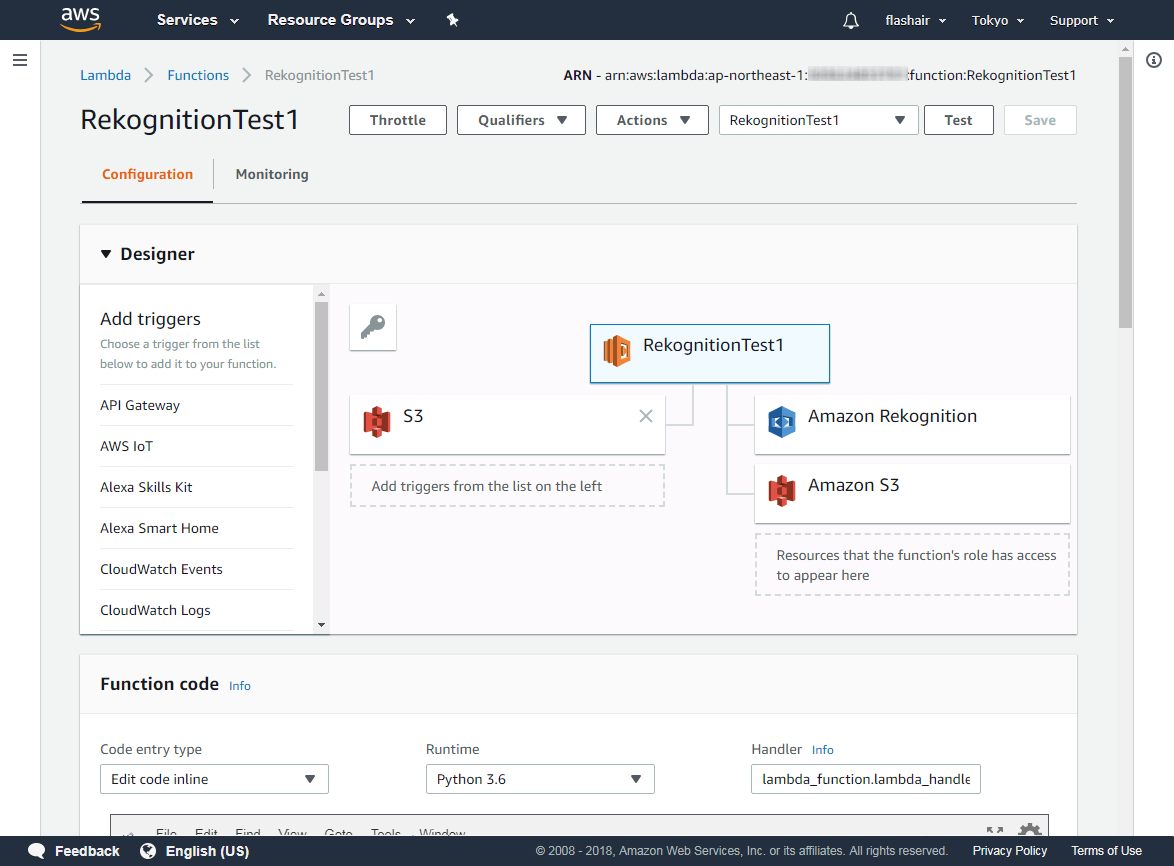 aws Services Resource Groups flashair Tokyo Support
Lambda Functions RekognitionTest1 ARN - arn:aws:lambda:ap-northeast-1: :function:RekognitionTest1
RekognitionTest1 Throttle Qualifiers Actions RekognitionTest1 Test Save
Configuration Monitoring
Designer
Add triggers
Choose a trigger from the list
below to add it to your function.
API Gateway
AWS IoT
Alexa Skills Kit
Alexa Smart Home
CloudWatch Events
CloudWatch Logs
RekognitionTest1
S3
Add triggers from the list on the left
Amazon Rekognition
Amazon S3
Resources that the function's role has access
to appear here
Function code Info
Code entry type Runtime Handler Info
Edit code inline Python 3.6 lambda_function.lambda_handle
File Edit Find View Goto Tools Window
Feedback English (US) © 2008 - 2018, Amazon Web Services, Inc. or its affiliates. All rights reserved. Privacy Policy Terms of Use